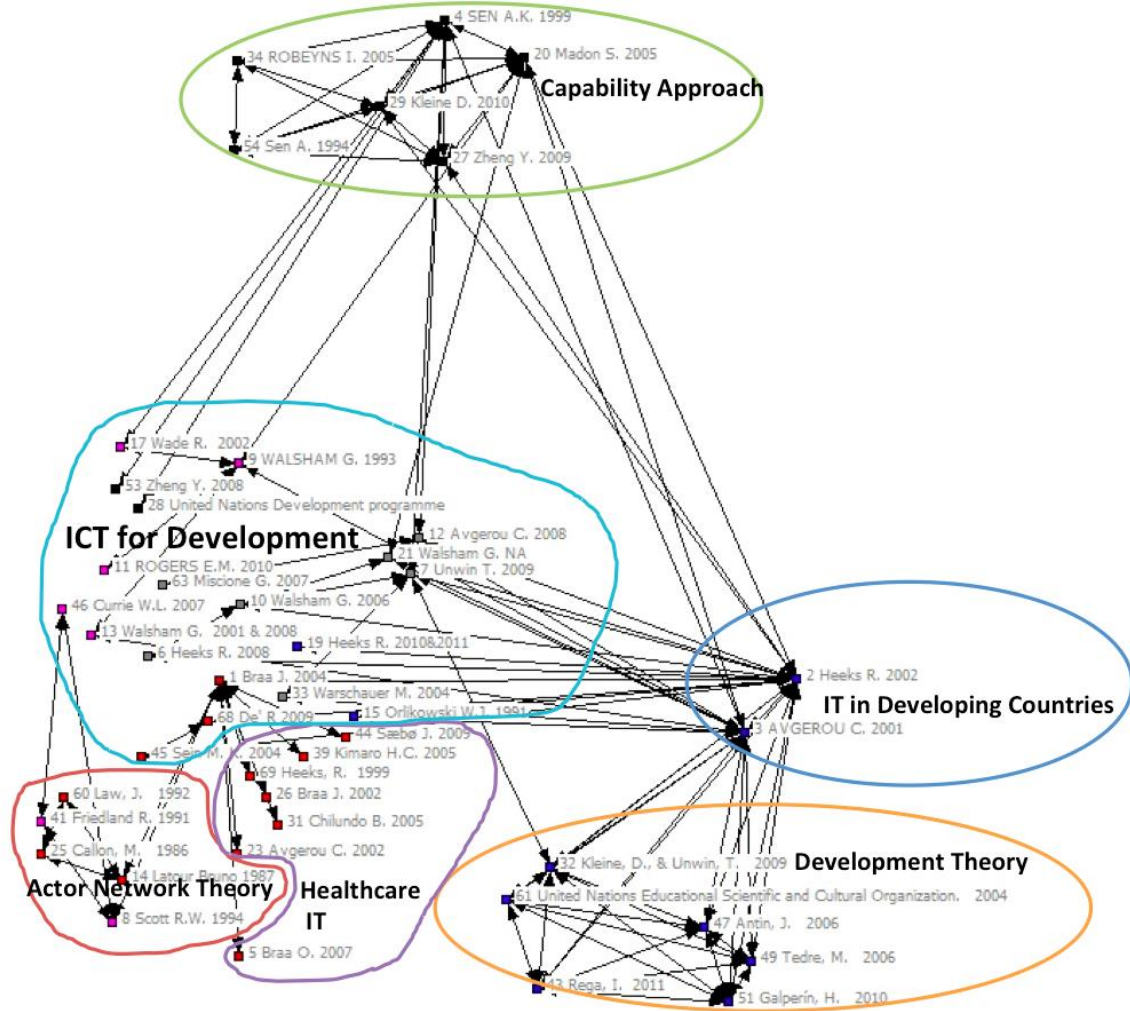 4 SEN A.K. 1999
34 ROBEYNS I. 2005
20 Madon S. 2005
Capability Approach
29 Kleine D. 2010
54 Sen A. 1994
27 Zheng Y. 2009
17 Wade R. 2002
9 WALSHAM G. 1993
53 Zheng Y. 2008
28 United Nations Development programme
ICT for Development
12 Avgerou C. 2008
21 Walsham G. NA
7 Unwin T. 2009
11 ROGERS E.M. 2010
63 Miscione G. 2007
46 Currie W.L. 2007
10 Walsham G. 2006
13 Walsham G. 2001 & 2008
19 Heeks R. 2010&2011
6 Heeks R. 2008
1 Braa J. 2004
2 Heeks R. 2002
33 Warschauer M. 2004
IT in Developing Countries
15 Orlikowski W.J. 1991
68 De' R 2009
3 AVGEROU C. 2001
44 Sæbø J. 2009
45 Sein M. K. 2004
39 Kimaro H.C. 2005
69 Heeks, R. 1999
60 Law, J. 1992
26 Braa J. 2002
41 Friedland R. 1991
31 Chilundo B. 2005
25 Callon, M. 1986
23 Avgerou C. 2002
32 Kleine, D., & Unwin, T. 2009
Development Theory
14 Latour Bruno 1987
Actor Network Theory
Healthcare
IT
61 United Nations Educational Scientific and Cultural Organization. 2004
8 Scott R.W. 1994
47 Antin, J. 2006
5 Braa O. 2007
49 Tedre, M. 2006
43 Rega, I. 2011
51 Galperín, H. 2010